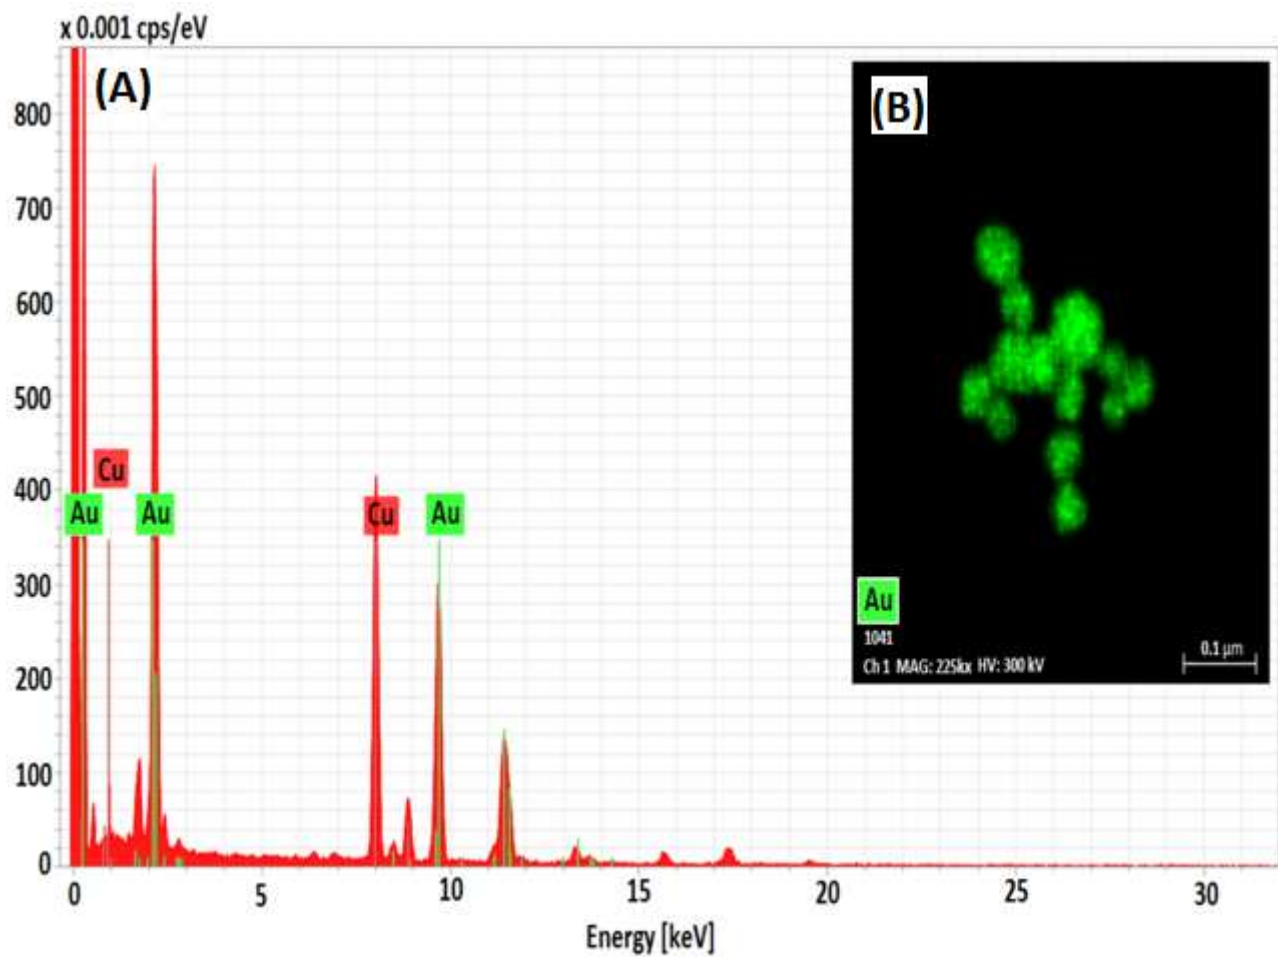 x 0.001 cps/eV
(A)
(B)
800
700
600
500
400
300
200
100
0
Cu
Au
Au
Cu
Au
Au
1041
Ch 1 MAG: 225kx HV: 300 kV
0.1 µm
0 5 10 15 20 25 30
Energy [keV]